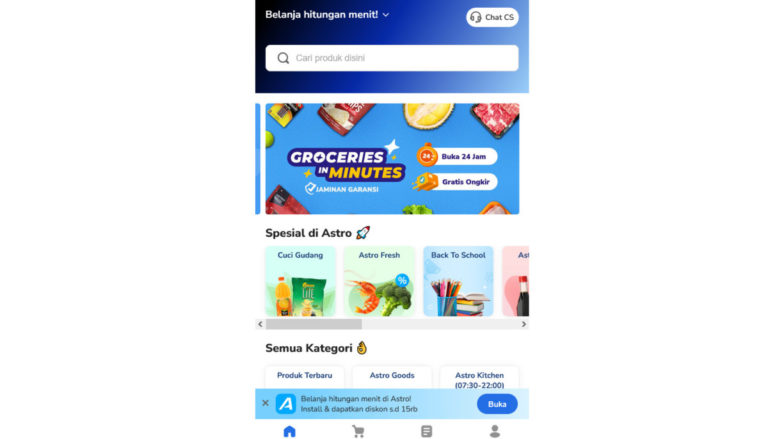 Belanja hitungan menit!
Chat CS
Cari produk disini
GROCERIES
IN MINUTES
JAMINAN GARANSI
24
Buka 24 Jam
Gratis Ongkir
Spesial di Astro
Cuci Gudang
Astro Fresh
%
Back To School
Ast
Semua Kategori
Produk Terbaru
Astro Goods
Astro Kitchen
(07:30-22:00)
Belanja hitungan menit di Astro!
Install & dapatkan diskon s.d 15rb
Buka